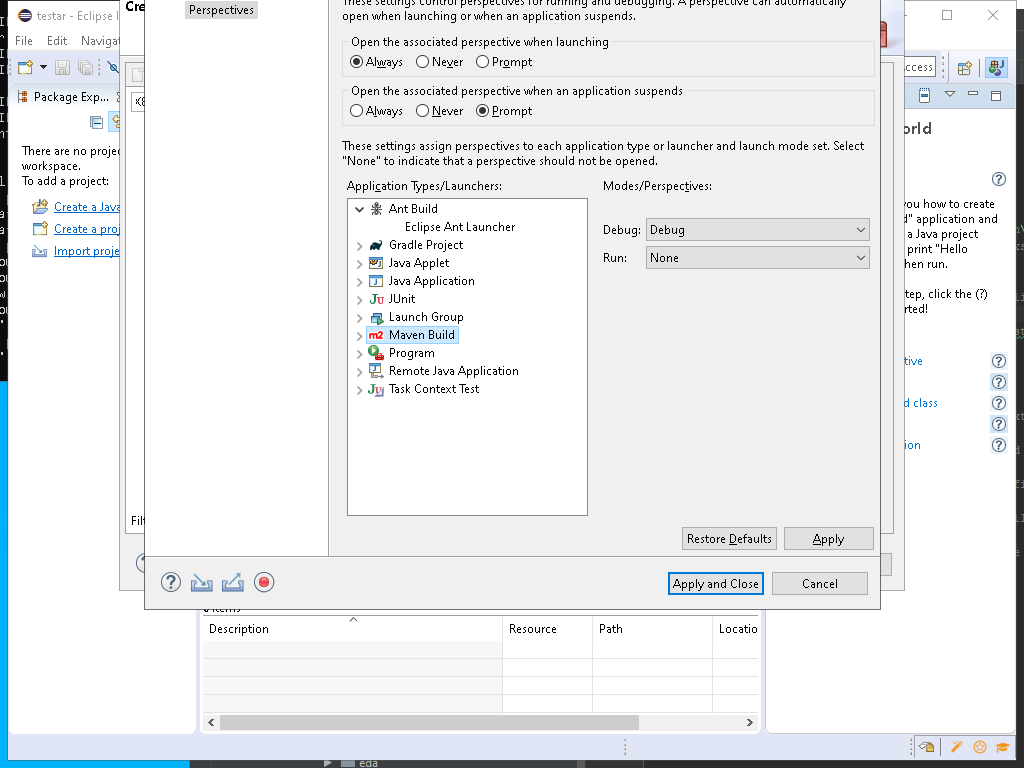 testar - Eclipse I
Cre
Perspectives
These settings control perspectives for running and debugging. A perspective can automatically
open when launching or when an application suspends.
File Edit Naviga
Open the associated perspective when launching
Always Never Prompt
ccess
Package Exp...
Open the associated perspective when an application suspends
Always Never Prompt
orld
There are no proje
workspace.
To add a project:
These settings assign perspectives to each application type or launcher and launch mode set. Select
"None" to indicate that a perspective should not be opened.
Application Types/Launchers:
Modes/Perspectives:
Create a Java
Create a proj
Import proje
Ant Build
Eclipse Ant Launcher
Gradle Project
Java Applet
Java Application
JUnit
Launch Group
Maven Build
Program
Remote Java Application
Task Context Test
Debug: Debug
Run: None
you how to create
d" application and
a Java project
print "Hello
hen run.
tep, click the (?)
rted!
tive
d class
ion
Filt
Restore Defaults Apply
Apply and Close Cancel
0 items
Description Resource Path Locatio
eda